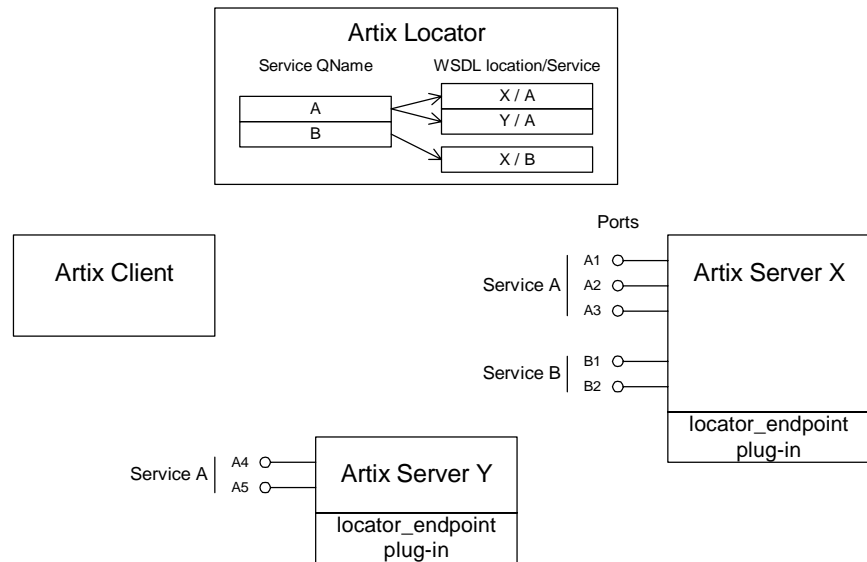 Artix Locator
Service QName
WSDL location/Service
A
X / A
Y / A
B
X / B
Ports
Artix Client
Artix Server X
Service A
A1
A2
A3
Service B
B1
B2
locator_endpoint
plug-in
Service A
A4
A5
Artix Server Y
locator_endpoint
plug-in